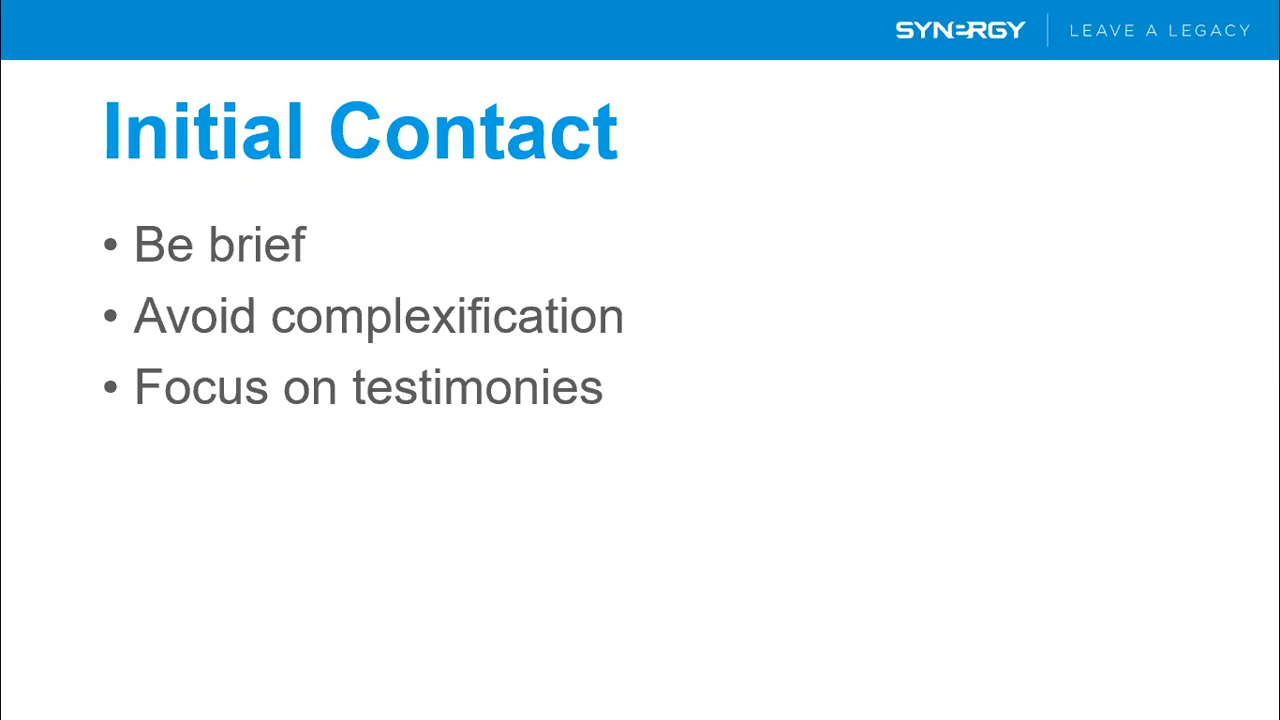 SYNERGY | LEAVE A LEGACY
Initial Contact
• Be brief
• Avoid complexification
• Focus on testimonies